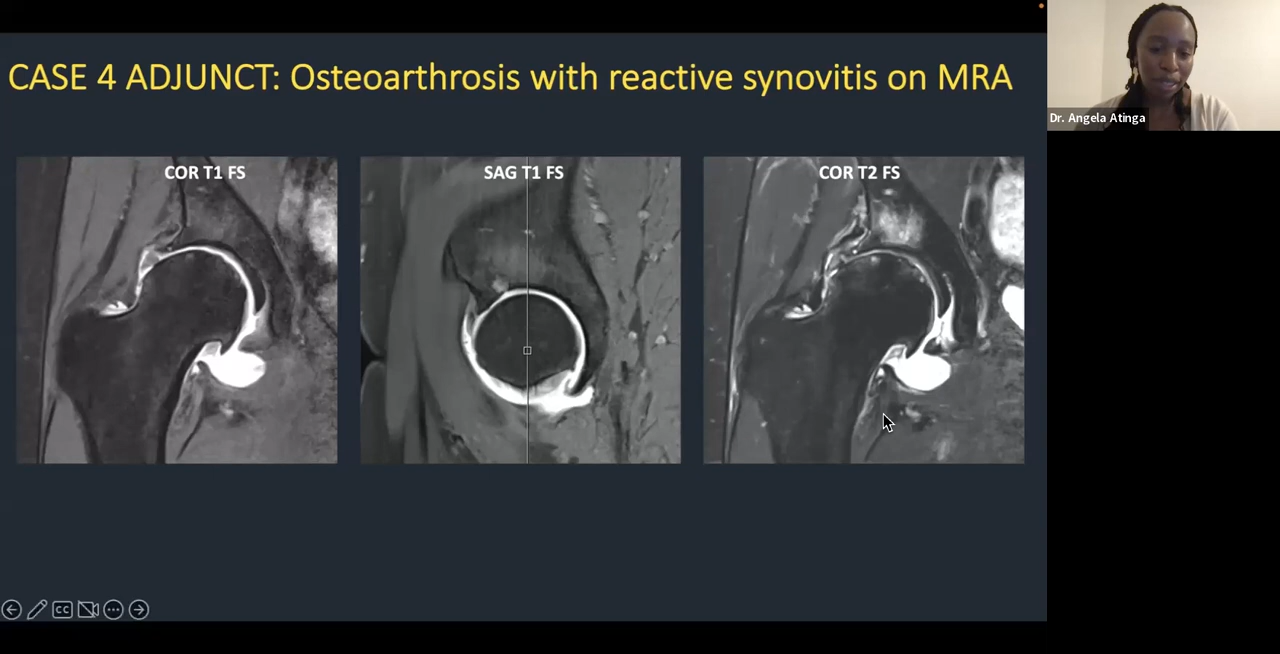 CASE 4 ADJUNCT: Osteoarthrosis with reactive synovitis on MRA
Dr. Angela Atinga
COR T1 FS
SAG T1 FS
COR T2 FS
CC